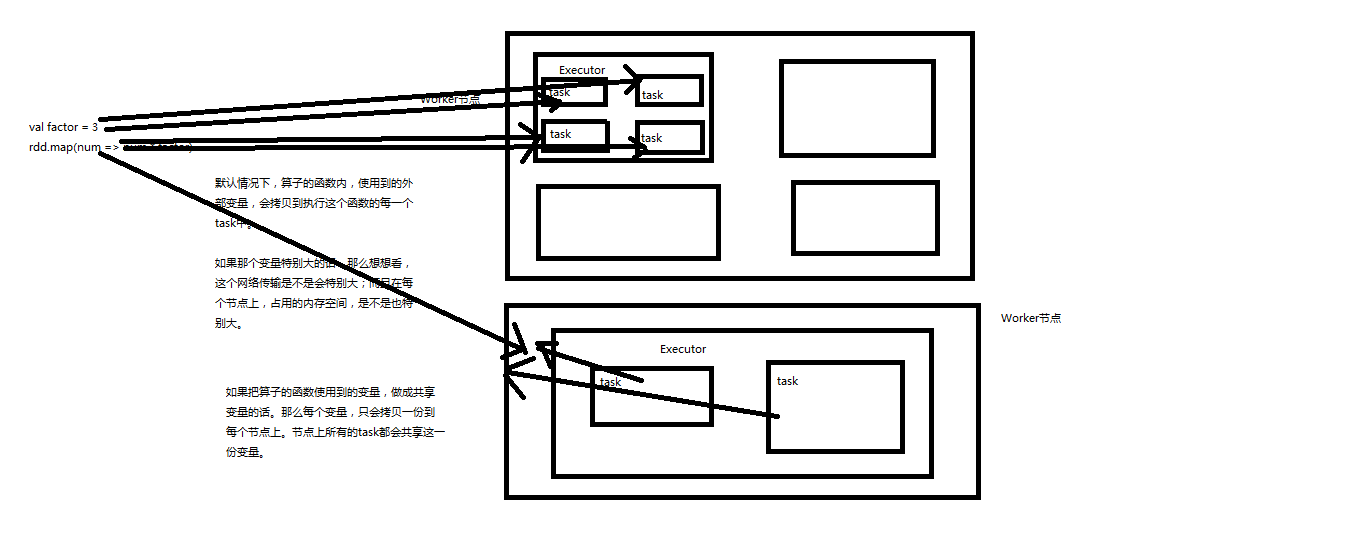 Executor
task
task
Worker节点
val factor = 3
task
task
rdd.map(num => num * factor)
默认情况下，算子的函数内，使用到的外
部变量，会拷贝到执行这个函数的每一个
task中。
如果那个变量特别大的话，那么想想看，
这个网络传输是不是会特别大；而且在每
个节点上，占用的内存空间，是不是也特
别大。
Worker节点
Executor
task
task
如果把算子的函数使用到的变量，做成共享
变量的话。那么每个变量，只会拷贝一份到
每个节点上。节点上所有的task都会共享这一
份变量。